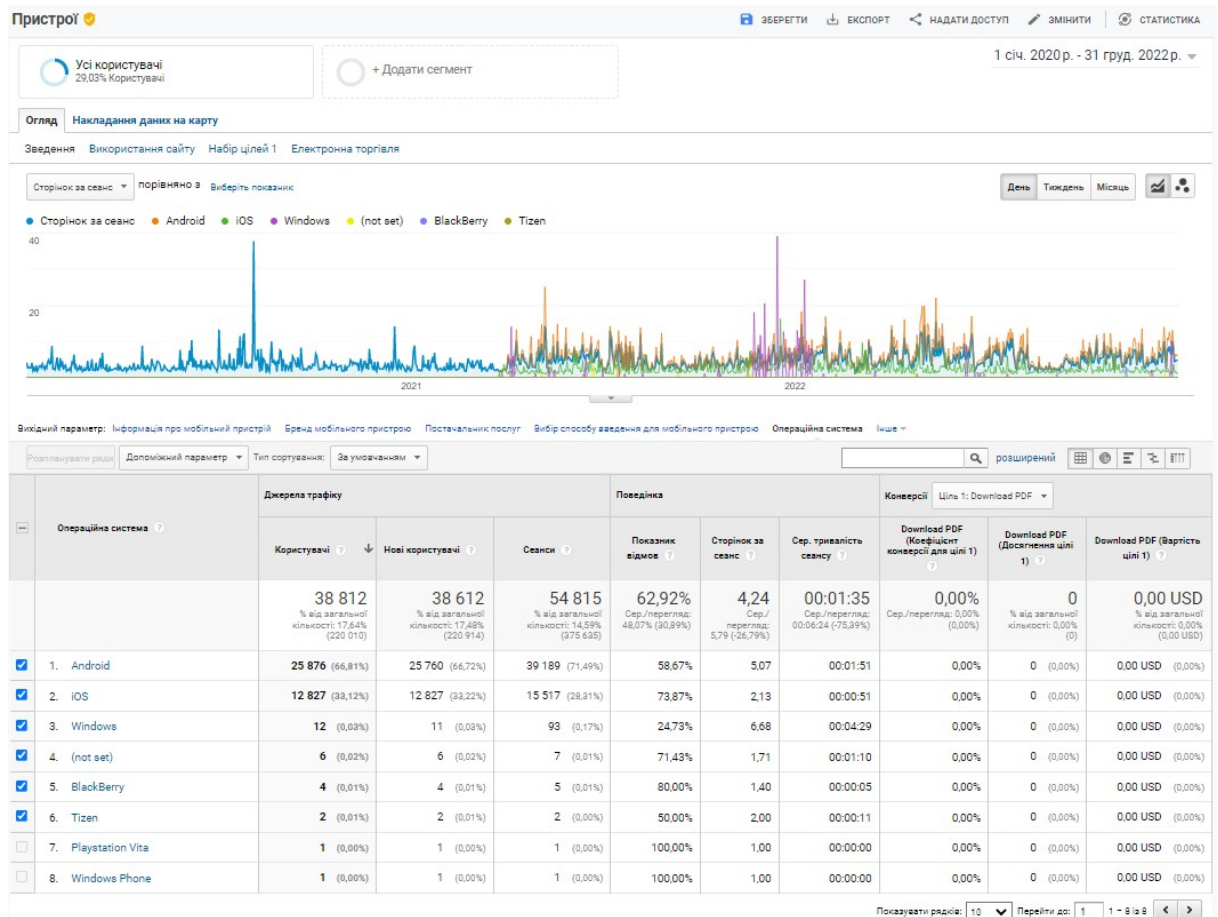 Пристрої
ЗБЕРЕГТИ ЕКСПОРТ НАДАТИ ДОСТУП ЗМІНИТИ СТАТИСТИКА
Усі користувачі
29,03% Користувачі
+ Додати сегмент
1 січ. 2020 р. - 31 груд. 2022 р.
Огляд Накладання даних на карту
Зведення Використання сайту Набір цілей 1 Електронна торгівля
Сторінок за сеанс порівняно з Виберіть показник
День Тиждень Місяць
Сторінок за сеанс Android iOS Windows (not set) BlackBerry Tizen
40
20
2021 2022
Вихідний параметр: Інформація про мобільний пристрій Бренд мобільного пристрою Постачальник послуг Вибір способу введення для мобільного пристрою Операційна система Інше
Розпланувати ряди Допоміжний параметр Тип сортування: За умовчанням розширений
Операційна система ?
Джерела трафіку Поведінка Конверсії Ціль 1: Download PDF
Користувачі ? Нові користувачі ? Сеанси ? Показник відмов ? Сторінок за сеанс ? Сер. тривалість сеансу ? Download PDF (Коефіцієнт конверсії для цілі 1) ? Download PDF (Досягнення цілі 1) ? Download PDF (Вартість цілі 1) ?
38 812 38 612 54 815 62,92% 4,24 00:01:35 0,00% 0 0,00 USD
% від загальної кількості: 17,64% (220 010) % від загальної кількості: 17,48% (220 914) % від загальної кількості: 14,59% (375 635) Сер./перегляд: 48,07% (30,89%) Сер./перегляд: 5,79 (-26,79%) Сер./перегляд: 00:06:24 (-75,39%) Сер./перегляд: 0,00% (0,00%) % від загальної кількості: 0,00% (0) % від загальної кількості: 0,00% (0,00 USD)
1. Android 25 876 (66,81%) 25 760 (66,72%) 39 189 (71,49%) 58,67% 5,07 00:01:51 0,00% 0 (0,00%) 0,00 USD (0,00%)
2. iOS 12 827 (33,12%) 12 827 (33,22%) 15 517 (28,31%) 73,87% 2,13 00:00:51 0,00% 0 (0,00%) 0,00 USD (0,00%)
3. Windows 12 (0,03%) 11 (0,03%) 93 (0,17%) 24,73% 6,68 00:04:29 0,00% 0 (0,00%) 0,00 USD (0,00%)
4. (not set) 6 (0,02%) 6 (0,02%) 7 (0,01%) 71,43% 1,71 00:01:10 0,00% 0 (0,00%) 0,00 USD (0,00%)
5. BlackBerry 4 (0,01%) 4 (0,01%) 5 (0,01%) 80,00% 1,40 00:00:05 0,00% 0 (0,00%) 0,00 USD (0,00%)
6. Tizen 2 (0,01%) 2 (0,01%) 2 (0,00%) 50,00% 2,00 00:00:11 0,00% 0 (0,00%) 0,00 USD (0,00%)
7. Playstation Vita 1 (0,00%) 1 (0,00%) 1 (0,00%) 100,00% 1,00 00:00:00 0,00% 0 (0,00%) 0,00 USD (0,00%)
8. Windows Phone 1 (0,00%) 1 (0,00%) 1 (0,00%) 100,00% 1,00 00:00:00 0,00% 0 (0,00%) 0,00 USD (0,00%)
Показувати рядків: 10 Перейти до: 1 1 – 8 із 8